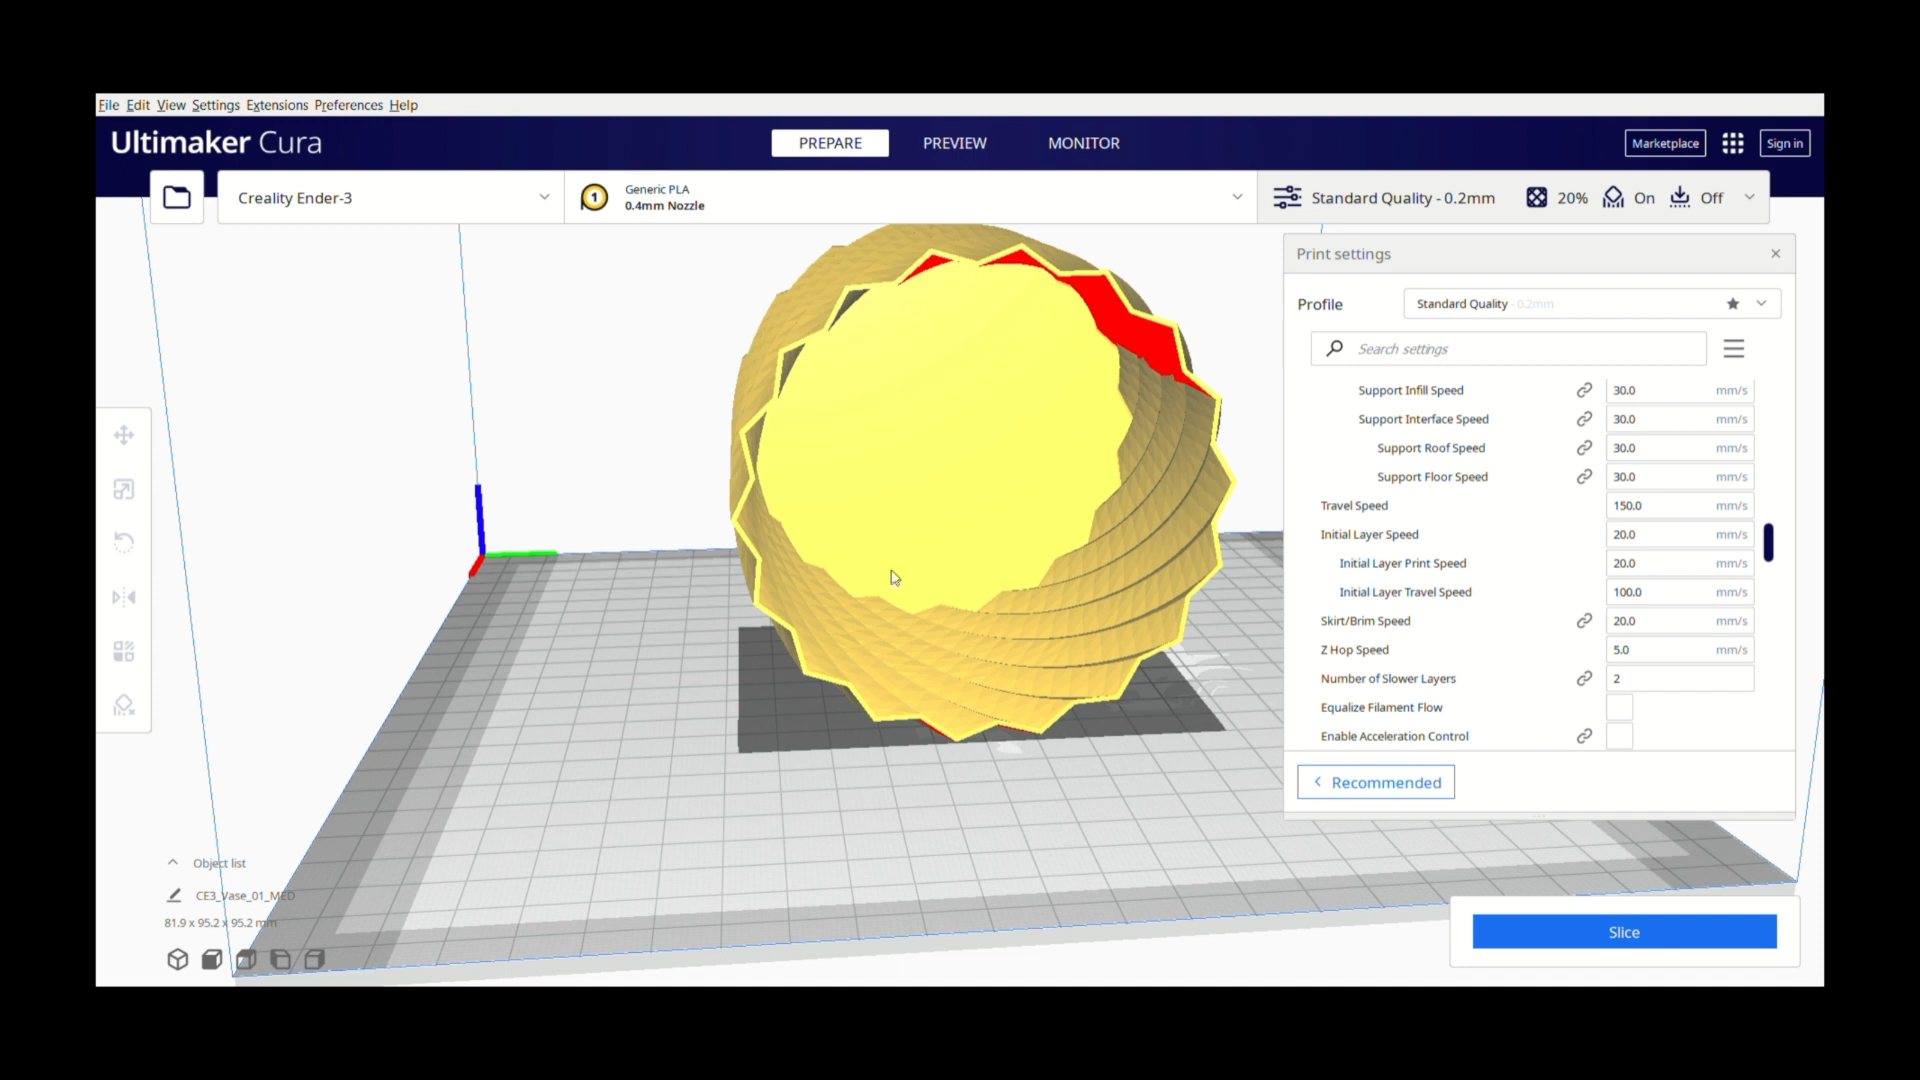 File Edit View Settings Extensions Preferences Help
Ultimaker Cura
PREPARE PREVIEW MONITOR
Marketplace Sign in
Creality Ender-3
1
Generic PLA
0.4mm Nozzle
Standard Quality - 0.2mm 20% On Off
Print settings
Profile Standard Quality - 0.2mm
Search settings
Support Infill Speed 30.0 mm/s
Support Interface Speed 30.0 mm/s
Support Roof Speed 30.0 mm/s
Support Floor Speed 30.0 mm/s
Travel Speed 150.0 mm/s
Initial Layer Speed 20.0 mm/s
Initial Layer Print Speed 20.0 mm/s
Initial Layer Travel Speed 100.0 mm/s
Skirt/Brim Speed 20.0 mm/s
Z Hop Speed 5.0 mm/s
Number of Slower Layers 2
Equalize Filament Flow
Enable Acceleration Control
Recommended
Object list
CE3_Vase_01_MED
81.9 x 95.2 x 95.2 mm
Slice